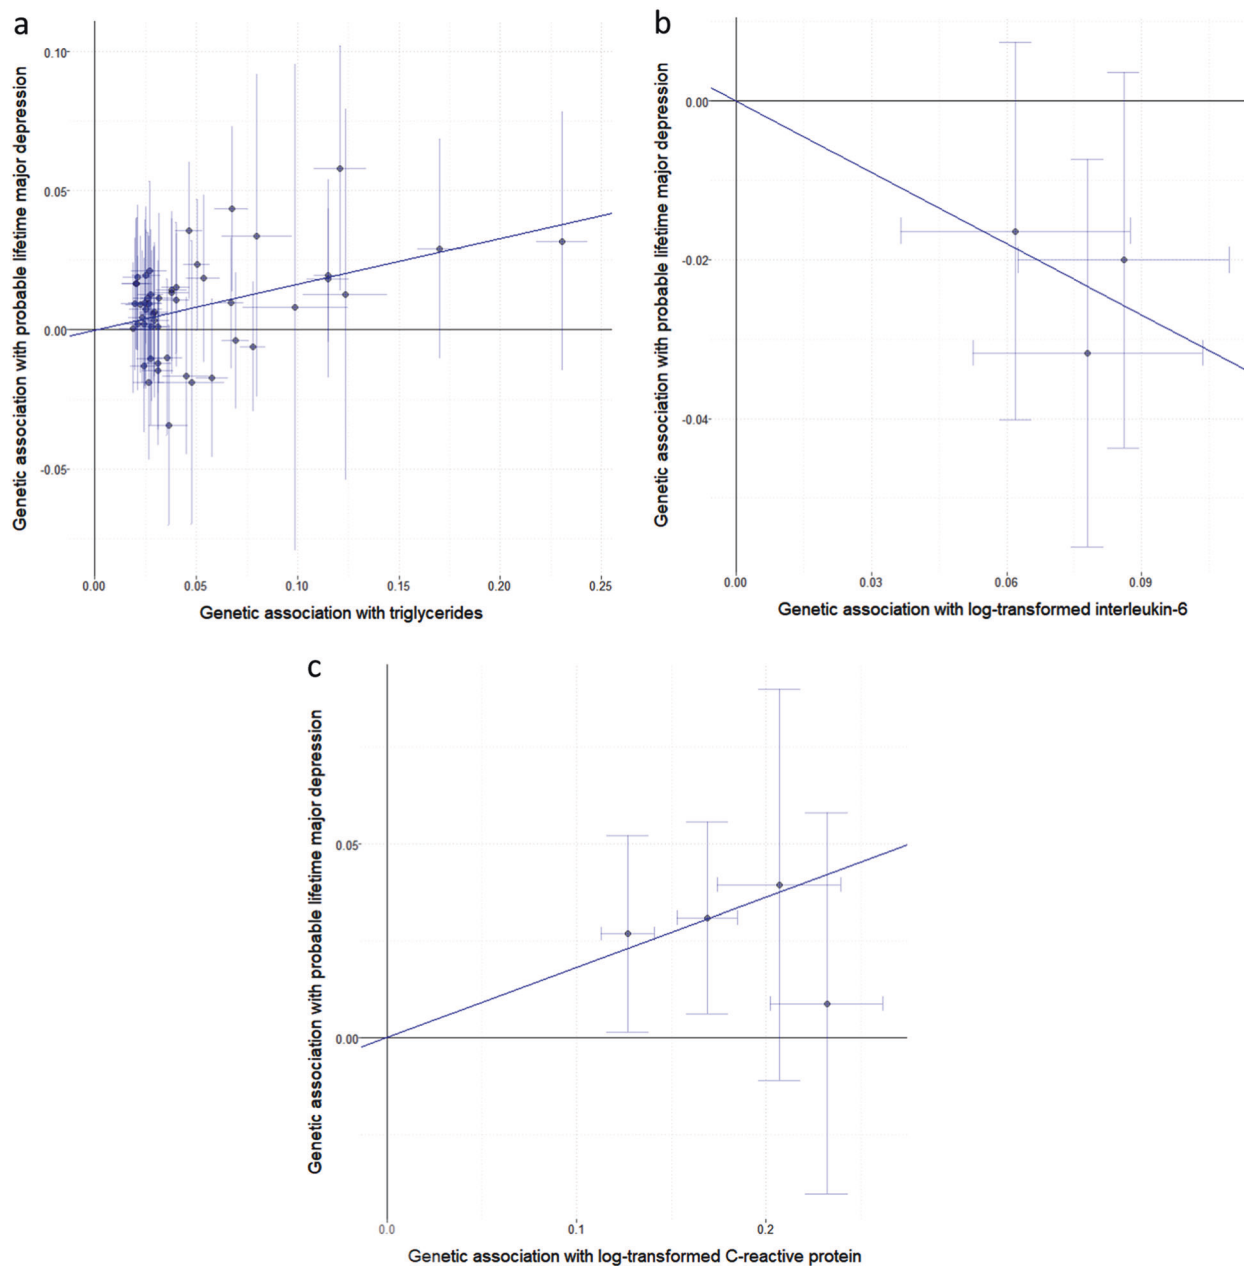 a
Genetic association with probable lifetime major depression
0.10
0.05
0.00
-0.05
0.00 0.05 0.10 0.15 0.20 0.25
Genetic association with triglycerides
b
Genetic association with probable lifetime major depression
0.00
-0.02
-0.04
0.00 0.03 0.06 0.09
Genetic association with log-transformed interleukin-6
c
Genetic association with probable lifetime major depression
0.05
0.00
0.0 0.1 0.2
Genetic association with log-transformed C-reactive protein